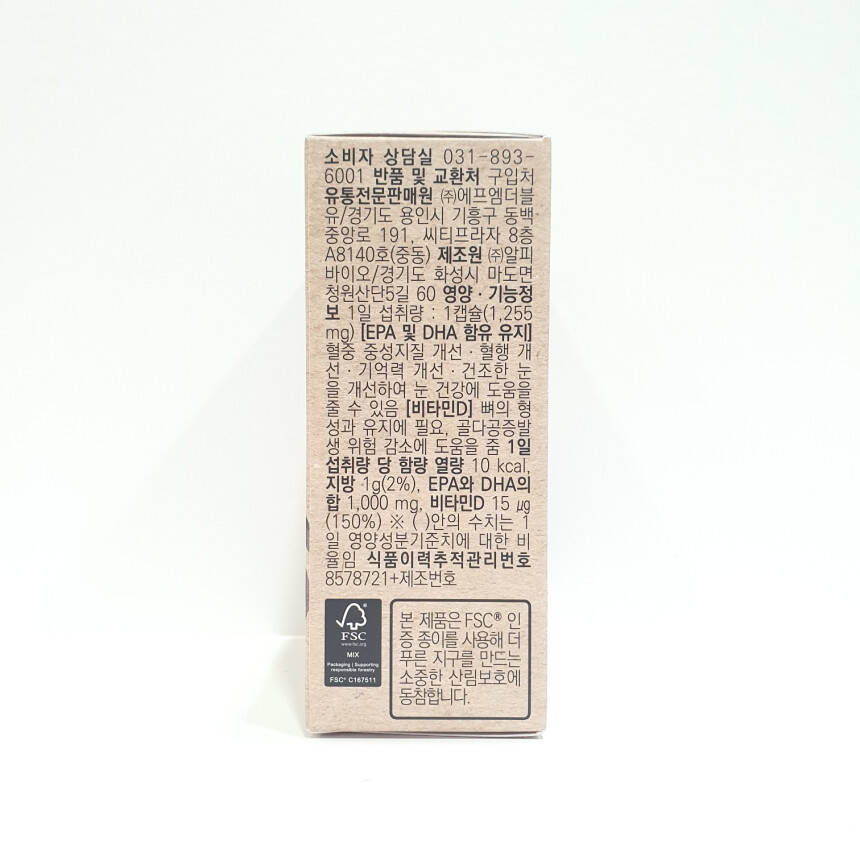 소비자 상담실 031-893-
6001 반품 및 교환처 구입처
유통전문판매원 ㈜에프엠더블
유/경기도 용인시 기흥구 동백
중앙로 191, 씨티프라자 8층
A8140호(중동) 제조원 ㈜알피
바이오/경기도 화성시 마도면
청원산단5길 60 영양·기능정
보 1일 섭취량 : 1캡슐(1,255
mg) [EPA 및 DHA 함유 유지]
혈중 중성지질 개선·혈행 개
선·기억력 개선·건조한 눈
을 개선하여 눈 건강에 도움을
줄 수 있음 [비타민D] 뼈의 형
성과 유지에 필요, 골다공증발
생 위험 감소에 도움을 줌 1일
섭취량 당 함량 열량 10 kcal,
지방 1g(2%), EPA와 DHA의
합 1,000 mg, 비타민D 15 μg
(150%) ※ ( )안의 수치는 1
일 영양성분기준치에 대한 비
율임 식품이력추적관리번호
8578721+제조번호
FSC
www.fsc.org
MIX
Packaging | Supporting
responsible forestry
FSC® C167511
본 제품은 FSC® 인
증 종이를 사용해 더
푸른 지구를 만드는
소중한 산림보호에
동참합니다.